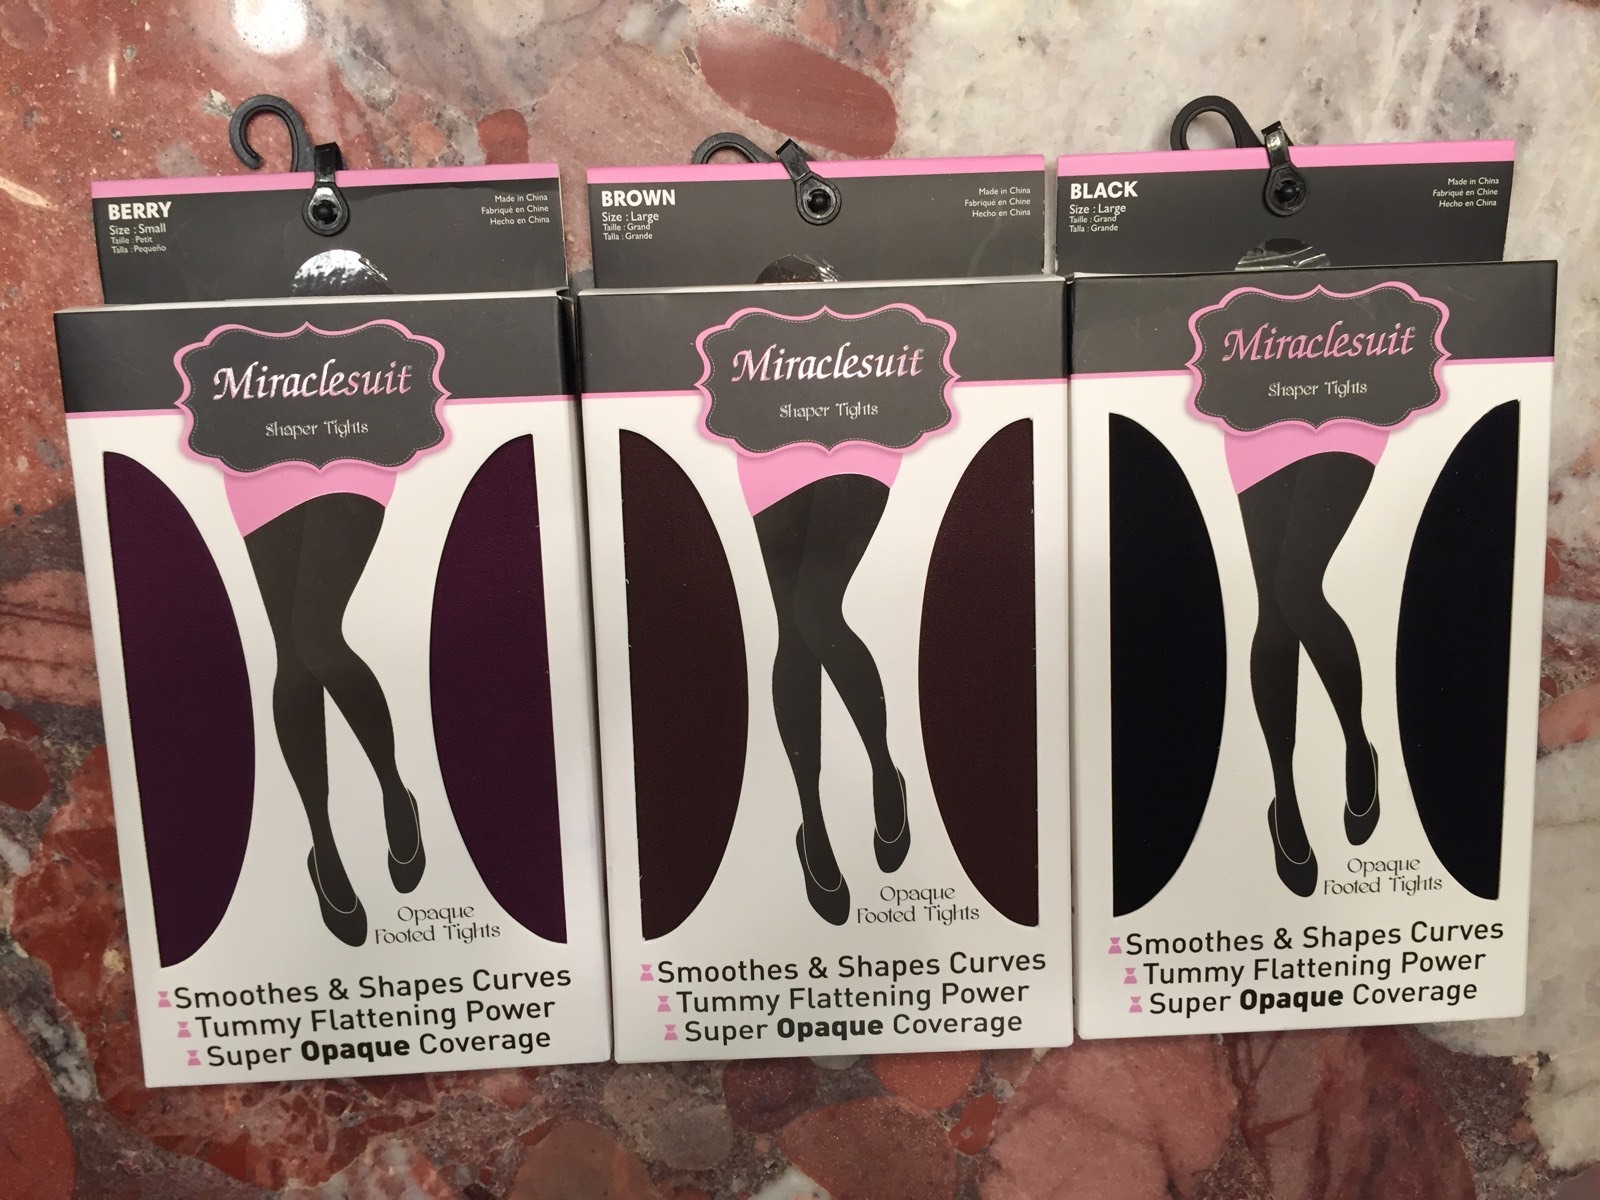 BERRY
Size : Small
Taille : Petit
Talla : Pequeño
Made in China
Fabriqué en Chine
Hecho en China
Miraclesuit
Shaper Tights
Opaque
Footed Tights
Smoothes & Shapes Curves
Tummy Flattening Power
Super Opaque Coverage
BROWN
Size : Large
Taille : Grand
Talla : Grande
Made in China
Fabriqué en Chine
Hecho en China
Miraclesuit
Shaper Tights
Opaque
Footed Tights
Smoothes & Shapes Curves
Tummy Flattening Power
Super Opaque Coverage
BLACK
Size : Large
Taille : Grand
Talla : Grande
Made in China
Fabriqué en Chine
Hecho en China
Miraclesuit
Shaper Tights
Opaque
Footed Tights
Smoothes & Shapes Curves
Tummy Flattening Power
Super Opaque Coverage